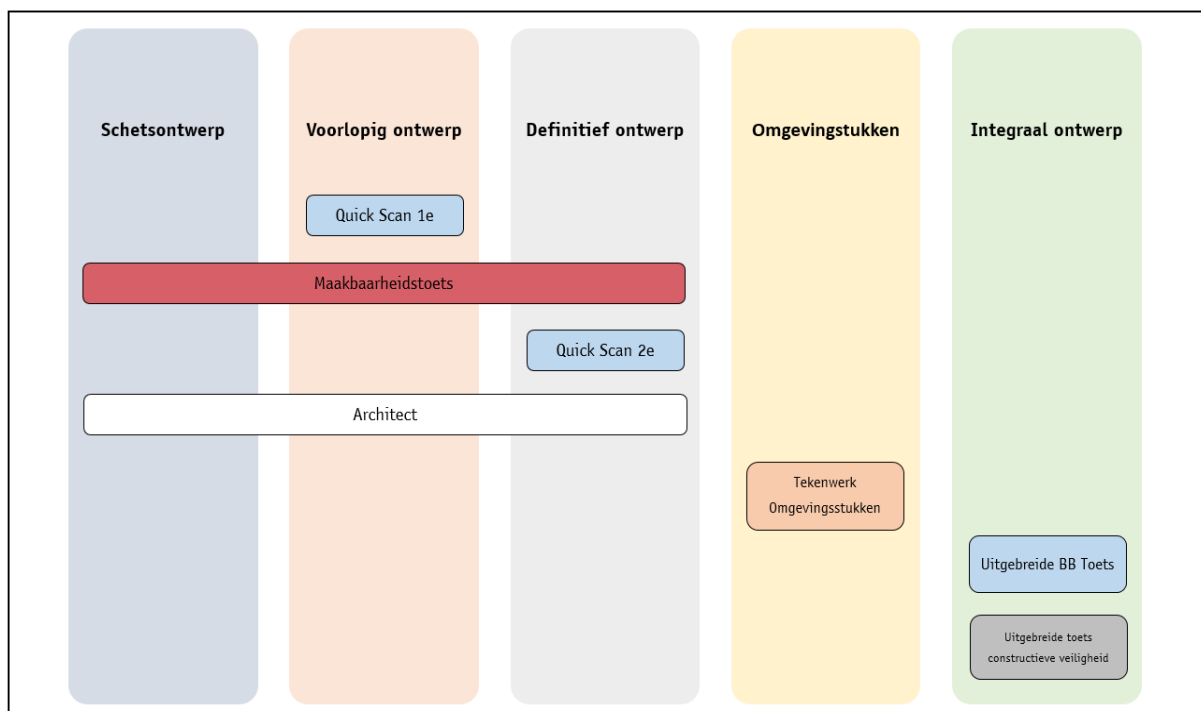 Schetsontwerp
Voorlopig ontwerp
Definitief ontwerp
Omgevingstukken
Integraal ontwerp
Quick Scan 1e
Maakbaarheidstoets
Quick Scan 2e
Architect
Tekenwerk
Omgevingsstukken
Uitgebreide BB Toets
Uitgebreide toets
constructieve veiligheid